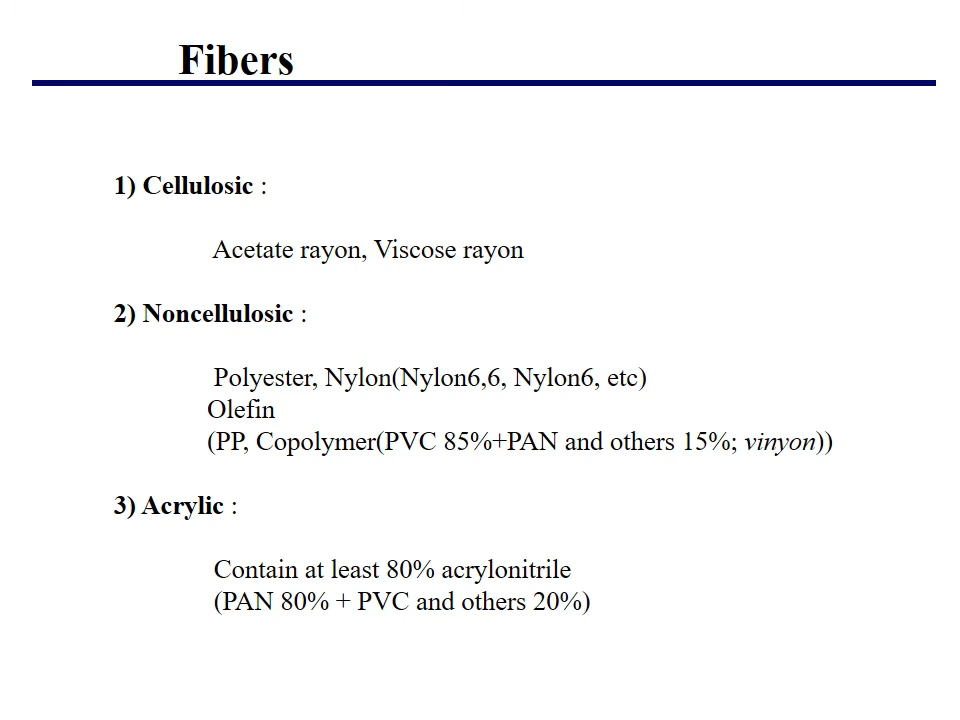 Fibers
1) Cellulosic :
Acetate rayon, Viscose rayon
2) Noncellulosic :
Polyester, Nylon(Nylon6,6, Nylon6, etc)
Olefin
(PP, Copolymer(PVC 85%+PAN and others 15%; vinyon))
3) Acrylic :
Contain at least 80% acrylonitrile
(PAN 80% + PVC and others 20%)